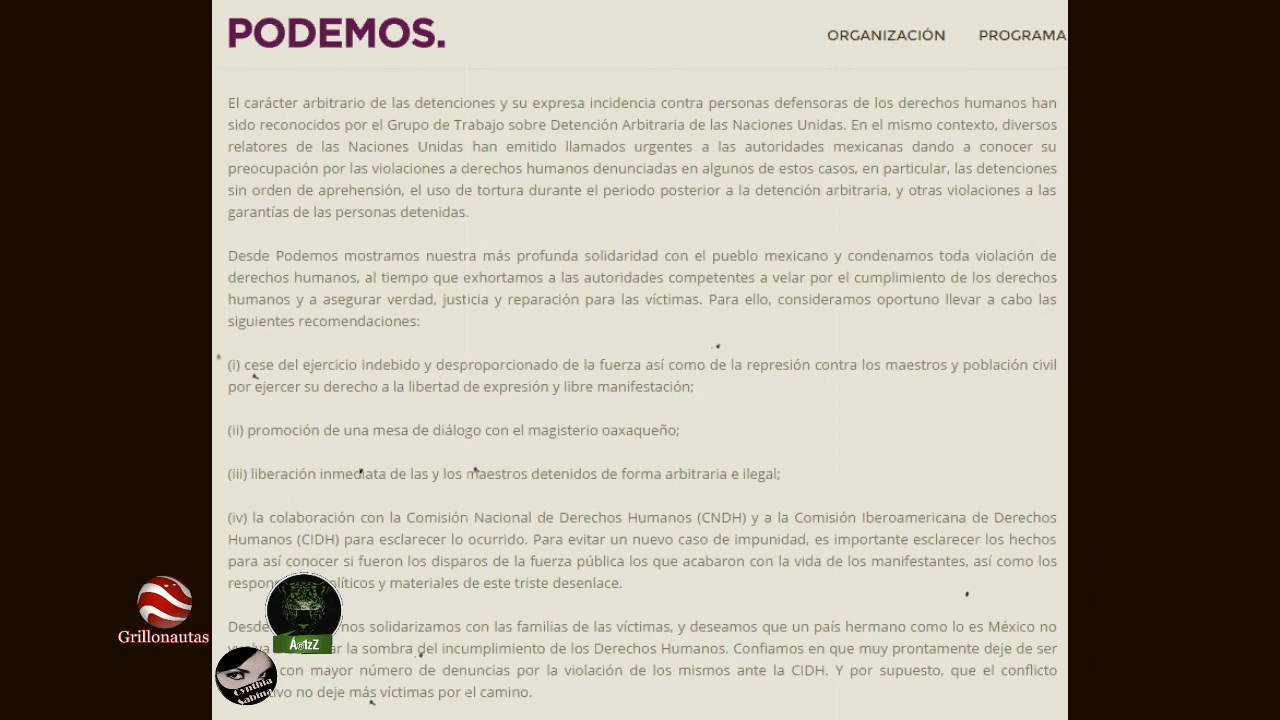 PODEMOS.
ORGANIZACIÓN PROGRAMA
El carácter arbitrario de las detenciones y su expresa incidencia contra personas defensoras de los derechos humanos han
sido reconocidos por el Grupo de Trabajo sobre Detención Arbitraria de las Naciones Unidas. En el mismo contexto, diversos
relatores de las Naciones Unidas han emitido llamados urgentes a las autoridades mexicanas dando a conocer su
preocupación por las violaciones a derechos humanos denunciadas en algunos de estos casos, en particular, las detenciones
sin orden de aprehensión, el uso de tortura durante el periodo posterior a la detención arbitraria, y otras violaciones a las
garantías de las personas detenidas.
Desde Podemos mostramos nuestra más profunda solidaridad con el pueblo mexicano y condenamos toda violación de
derechos humanos, al tiempo que exhortamos a las autoridades competentes a velar por el cumplimiento de los derechos
humanos y a asegurar verdad, justicia y reparación para las víctimas. Para ello, consideramos oportuno llevar a cabo las
siguientes recomendaciones:
(i) cese del ejercicio indebido y desproporcionado de la fuerza así como de la represión contra los maestros y población civil
por ejercer su derecho a la libertad de expresión y libre manifestación;
(ii) promoción de una mesa de diálogo con el magisterio oaxaqueño;
(iii) liberación inmediata de las y los maestros detenidos de forma arbitraria e ilegal;
(iv) la colaboración con la Comisión Nacional de Derechos Humanos (CNDH) y a la Comisión Iberoamericana de Derechos
Humanos (CIDH) para esclarecer lo ocurrido. Para evitar un nuevo caso de impunidad, es importante esclarecer los hechos
para así conocer si fueron los disparos de la fuerza pública los que acabaron con la vida de los manifestantes, así como los
políticos y materiales de este triste desenlace.
Desde nos solidarizamos con las familias de las víctimas, y deseamos que un país hermano como lo es México no
la sombra del incumplimiento de los Derechos Humanos. Confiamos en que muy prontamente deje de ser
con mayor número de denuncias por la violación de los mismos ante la CIDH. Y por supuesto, que el conflicto
no deje más víctimas por el camino.
Grillonautas
Á@1zZ
Cynthia
Sabina